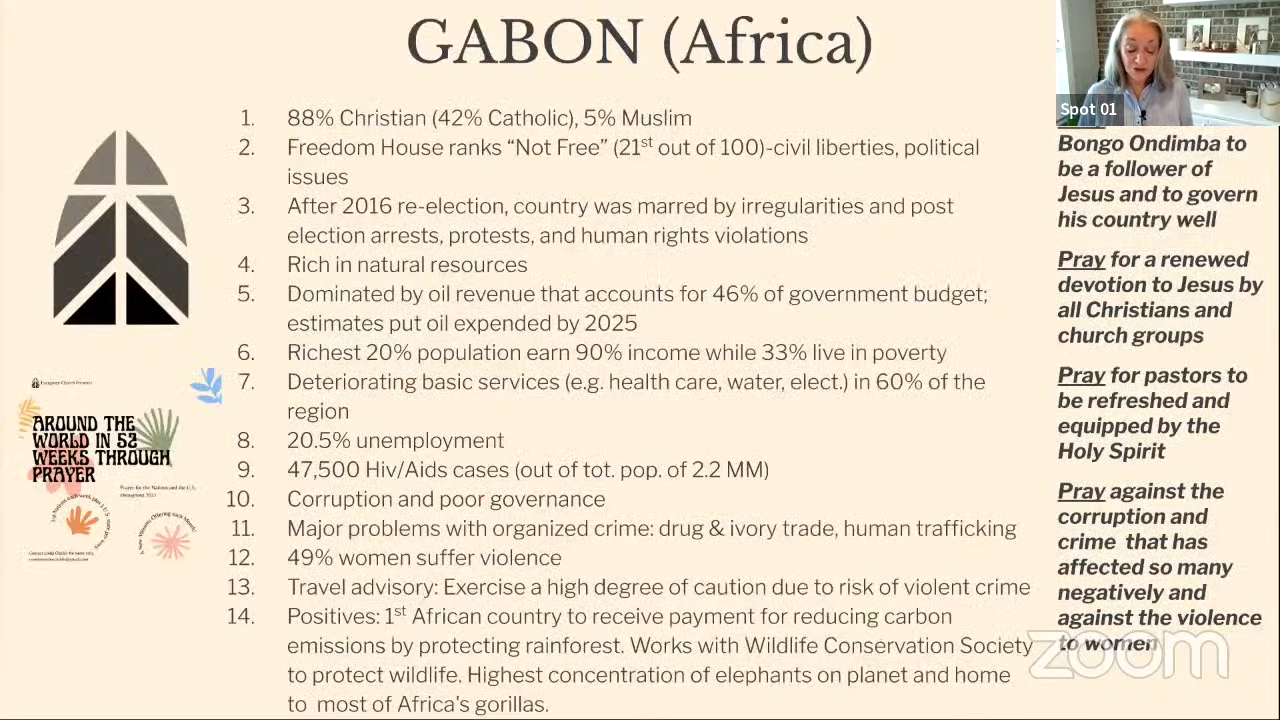 GABON (Africa)
1. 88% Christian (42% Catholic), 5% Muslim
2. Freedom House ranks “Not Free” (21st out of 100)-civil liberties, political
issues
3. After 2016 re-election, country was marred by irregularities and post
election arrests, protests, and human rights violations
4. Rich in natural resources
5. Dominated by oil revenue that accounts for 46% of government budget;
estimates put oil expended by 2025
6. Richest 20% population earn 90% income while 33% live in poverty
7. Deteriorating basic services (e.g. health care, water, elect.) in 60% of the
region
8. 20.5% unemployment
9. 47,500 Hiv/Aids cases (out of tot. pop. of 2.2 MM)
10. Corruption and poor governance
11. Major problems with organized crime: drug & ivory trade, human trafficking
12. 49% women suffer violence
13. Travel advisory: Exercise a high degree of caution due to risk of violent crime
14. Positives: 1st African country to receive payment for reducing carbon
emissions by protecting rainforest. Works with Wildlife Conservation Society
to protect wildlife. Highest concentration of elephants on planet and home
to most of Africa's gorillas.
Spot 01
Bongo Ondimba to
be a follower of
Jesus and to govern
his country well
Pray for a renewed
devotion to Jesus by
all Christians and
church groups
Pray for pastors to
be refreshed and
equipped by the
Holy Spirit
Pray against the
corruption and
crime that has
affected so many
negatively and
against the violence
to women
zoom
AROUND THE
WORLD IN 52
WEEKS THROUGH
PRAYER
Prayer for the Nations and the U.S.